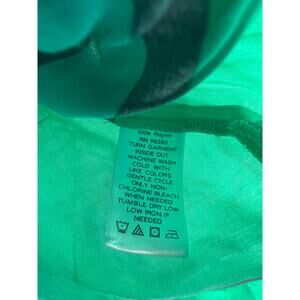 100% Rayon
RN 99393
TURN GARMENT
INSIDE OUT
MACHINE WASH
COLD WITH
LIKE COLORS
GENTLE CYCLE
ONLY NON-
CHLORINE BLEACH
WHEN NEEDED
TUMBLE DRY LOW
LOW IRON IF
NEEDED